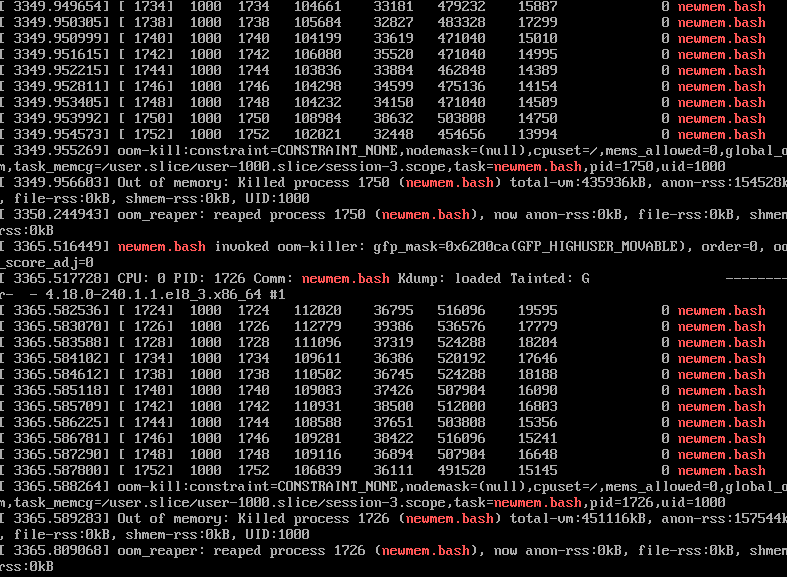 [ 3349.949654] [ 1734] 1000 1734 104661 33181 479232 15887 0 newmem.bash
[ 3349.950305] [ 1738] 1000 1738 105684 32827 483328 17299 0 newmem.bash
[ 3349.950999] [ 1740] 1000 1740 104199 33619 471040 15010 0 newmem.bash
[ 3349.951615] [ 1742] 1000 1742 106080 35520 471040 14995 0 newmem.bash
[ 3349.952215] [ 1744] 1000 1744 103836 33884 462848 14389 0 newmem.bash
[ 3349.952811] [ 1746] 1000 1746 104298 34599 475136 14154 0 newmem.bash
[ 3349.953405] [ 1748] 1000 1748 104232 34150 471040 14509 0 newmem.bash
[ 3349.953992] [ 1750] 1000 1750 108984 38632 503808 14750 0 newmem.bash
[ 3349.954573] [ 1752] 1000 1752 102021 32448 454656 13994 0 newmem.bash
[ 3349.955269] oom-kill:constraint=CONSTRAINT_NONE,nodemask=(null),cpuset=/,mems_allowed=0,global_o
m,task_memcg=/user.slice/user-1000.slice/session-3.scope,task=newmem.bash,pid=1750,uid=1000
[ 3349.956603] Out of memory: Killed process 1750 (newmem.bash) total-vm:435936kB, anon-rss:154528k
, file-rss:0kB, shmem-rss:0kB, UID:1000
[ 3350.244943] oom_reaper: reaped process 1750 (newmem.bash), now anon-rss:0kB, file-rss:0kB, shmem
rss:0kB
[ 3365.516449] newmem.bash invoked oom-killer: gfp_mask=0x6200ca(GFP_HIGHUSER_MOVABLE), order=0, oo
_score_adj=0
[ 3365.517728] CPU: 0 PID: 1726 Comm: newmem.bash Kdump: loaded Tainted: G --------
r- - 4.18.0-240.1.1.el8_3.x86_64 #1
[ 3365.582536] [ 1724] 1000 1724 112020 36795 516096 19595 0 newmem.bash
[ 3365.583070] [ 1726] 1000 1726 112779 39386 536576 17779 0 newmem.bash
[ 3365.583588] [ 1728] 1000 1728 111096 37319 524288 18204 0 newmem.bash
[ 3365.584102] [ 1734] 1000 1734 109611 36386 520192 17646 0 newmem.bash
[ 3365.584612] [ 1738] 1000 1738 110502 36745 524288 18188 0 newmem.bash
[ 3365.585118] [ 1740] 1000 1740 109083 37426 507904 16090 0 newmem.bash
[ 3365.585709] [ 1742] 1000 1742 110931 38500 512000 16803 0 newmem.bash
[ 3365.586225] [ 1744] 1000 1744 108588 37651 503808 15356 0 newmem.bash
[ 3365.586781] [ 1746] 1000 1746 109281 38422 516096 15241 0 newmem.bash
[ 3365.587290] [ 1748] 1000 1748 109116 36894 507904 16648 0 newmem.bash
[ 3365.587800] [ 1752] 1000 1752 106839 36111 491520 15145 0 newmem.bash
[ 3365.588264] oom-kill:constraint=CONSTRAINT_NONE,nodemask=(null),cpuset=/,mems_allowed=0,global_o
m,task_memcg=/user.slice/user-1000.slice/session-3.scope,task=newmem.bash,pid=1726,uid=1000
[ 3365.589283] Out of memory: Killed process 1726 (newmem.bash) total-vm:451116kB, anon-rss:157544k
, file-rss:0kB, shmem-rss:0kB, UID:1000
[ 3365.809068] oom_reaper: reaped process 1726 (newmem.bash), now anon-rss:0kB, file-rss:0kB, shmem
rss:0kB